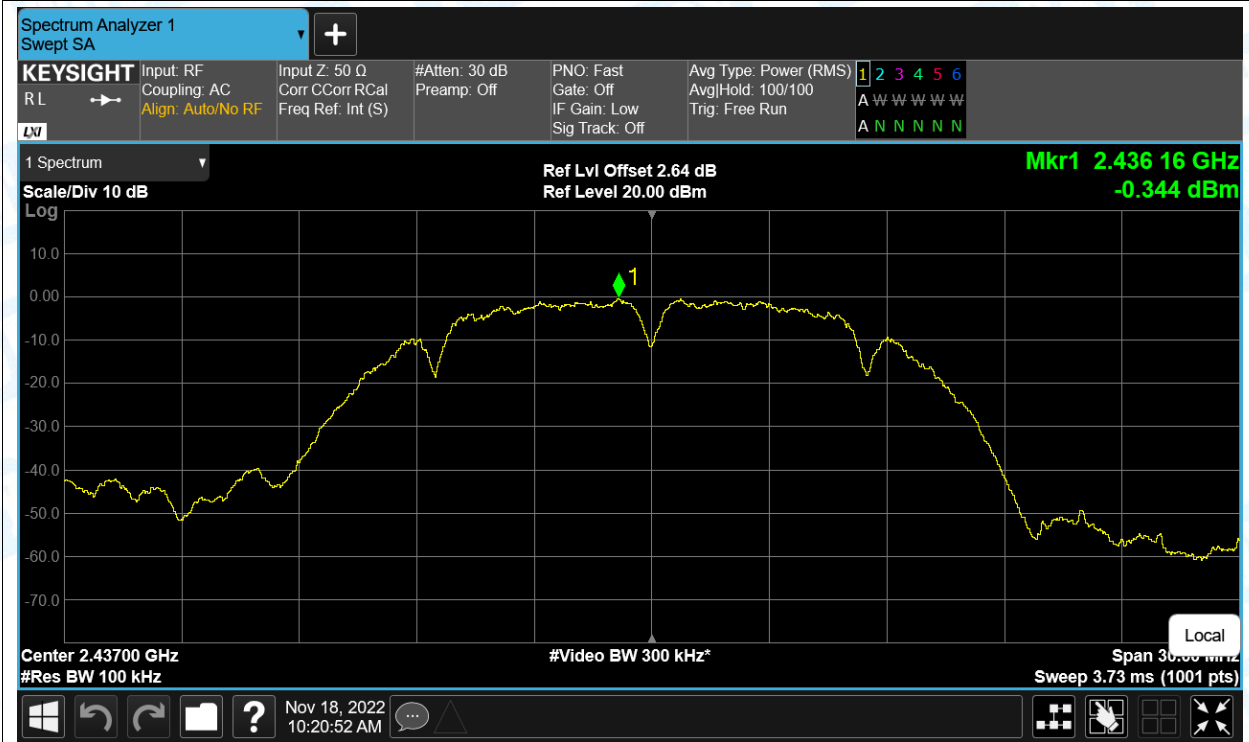 Spectrum Analyzer 1
Swept SA
+
KEYSIGHT
R L
LXI
Input: RF
Coupling: AC
Align: Auto/No RF
Input Z: 50 Ω
Corr CCorr RCal
Freq Ref: Int (S)
#Atten: 30 dB
Preamp: Off
PNO: Fast
Gate: Off
IF Gain: Low
Sig Track: Off
Avg Type: Power (RMS)
Avg|Hold: 100/100
Trig: Free Run
1 2 3 4 5 6
A W W W W W
A N N N N N
1 Spectrum
Scale/Div 10 dB
Log
Ref Lvl Offset 2.64 dB
Ref Level 20.00 dBm
Mkr1 2.436 16 GHz
-0.344 dBm
10.0
0.00
-10.0
-20.0
-30.0
-40.0
-50.0
-60.0
-70.0
1
Local
Center 2.43700 GHz
#Video BW 300 kHz*
Span 30.00 MHz
#Res BW 100 kHz
Sweep 3.73 ms (1001 pts)
?
Nov 18, 2022
10:20:52 AM